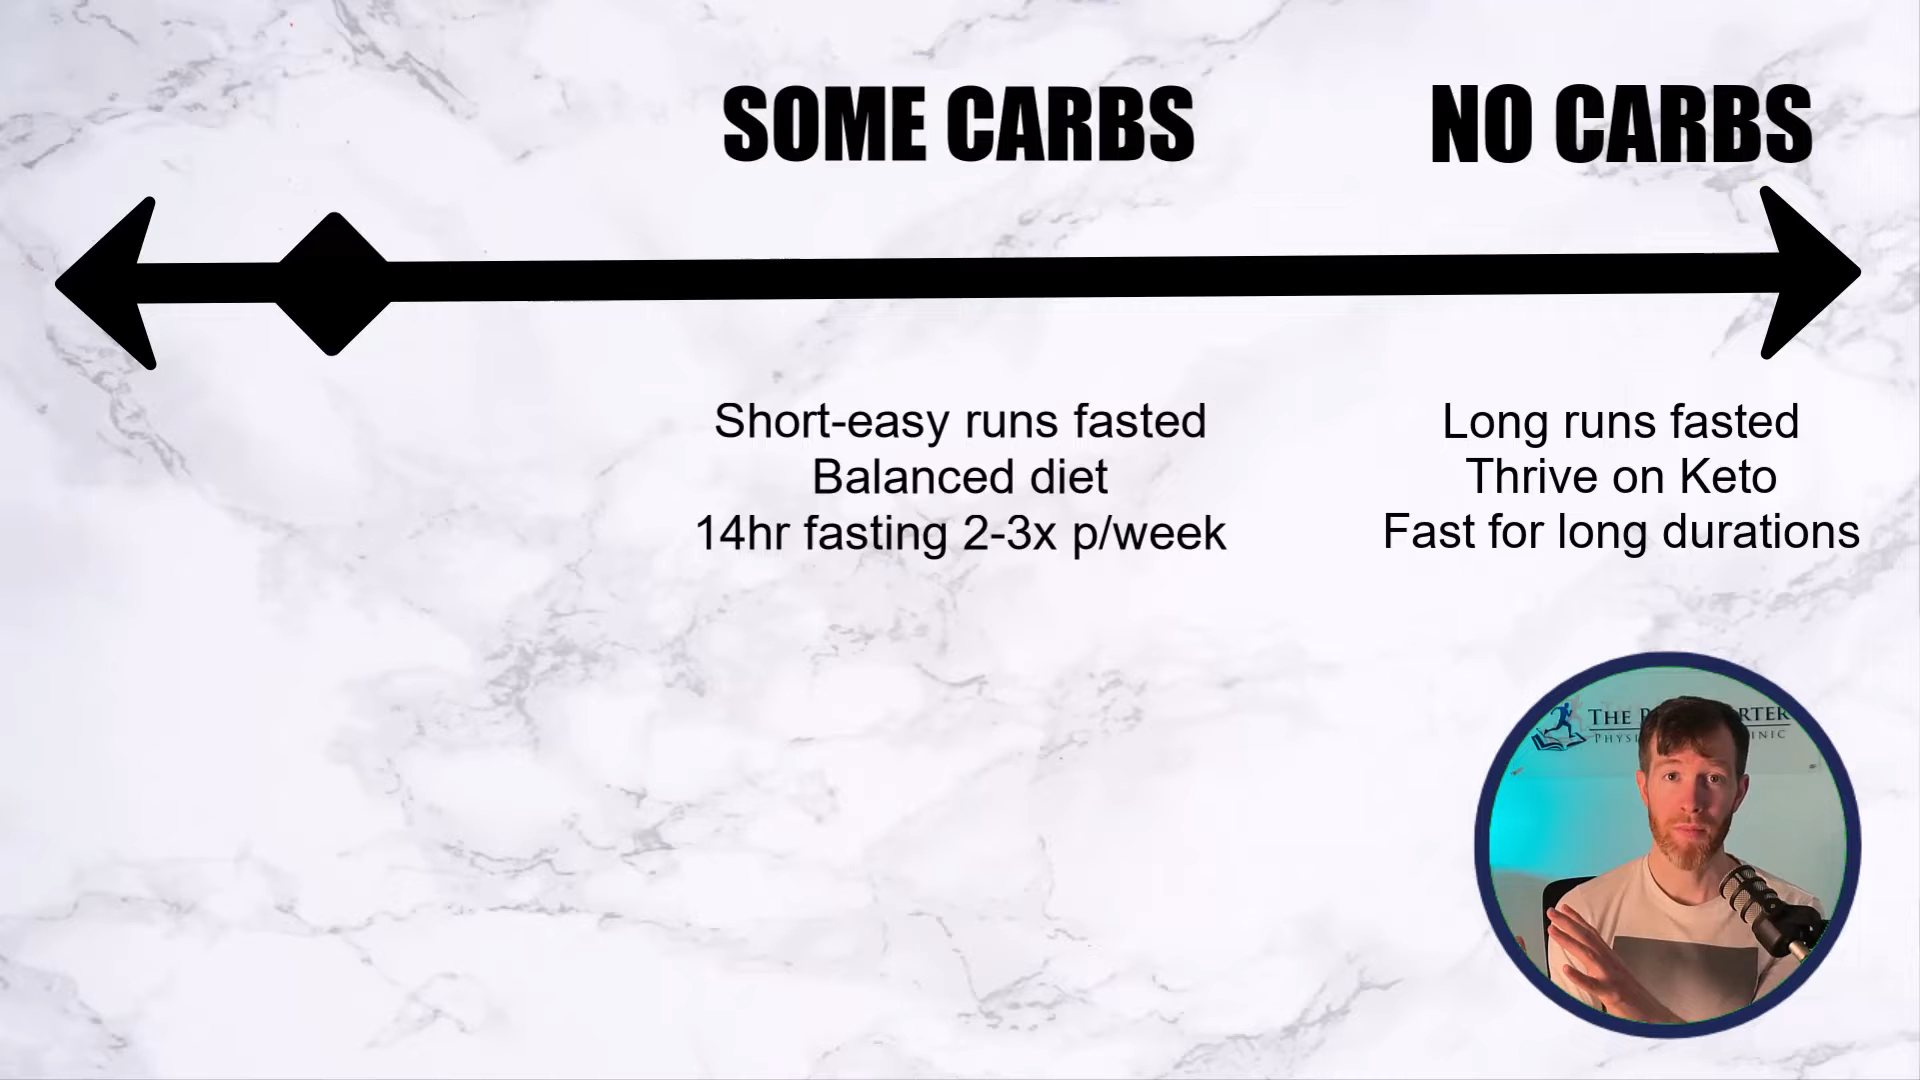 SOME CARBS
NO CARBS
Short-easy runs fasted
Balanced diet
14hr fasting 2-3x p/week
Long runs fasted
Thrive on Keto
Fast for long durations
THE